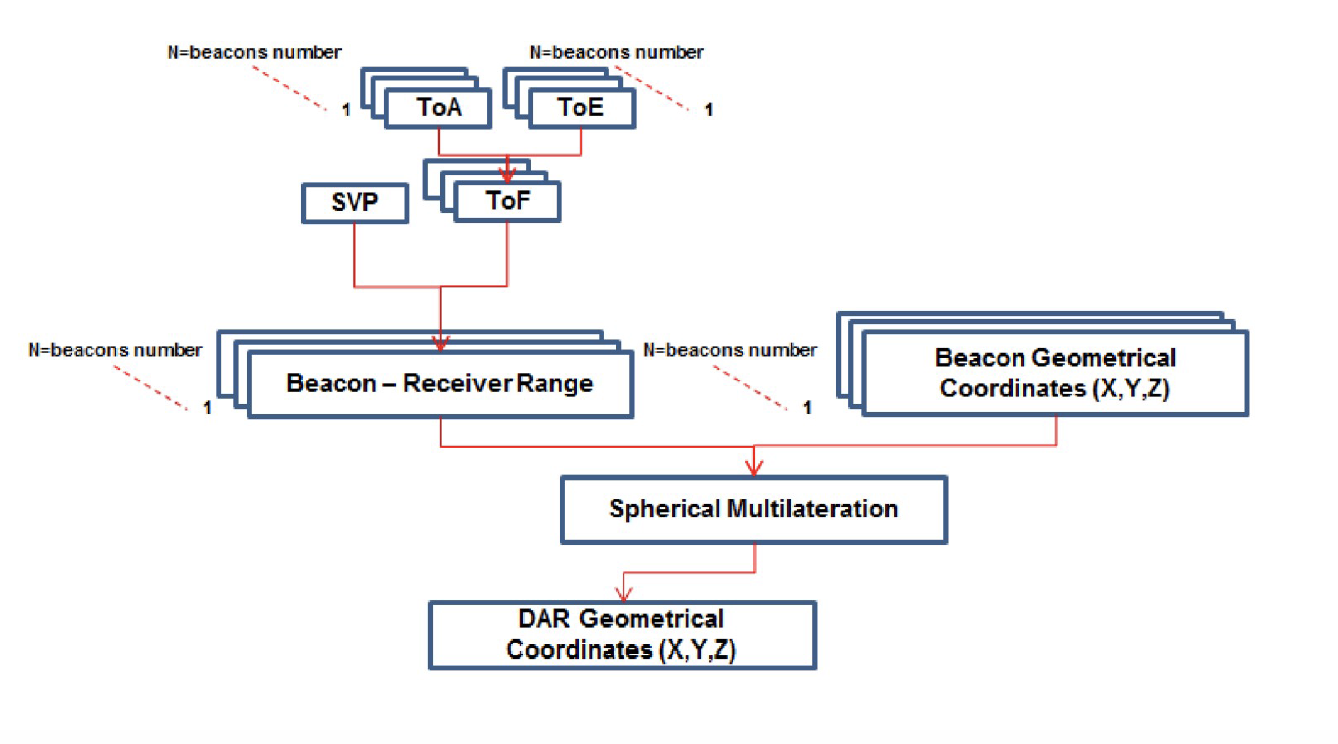 N=beacons number
N=beacons number
ToA
1
ToE
1
SVP
ToF
N=beacons number
1
Beacon – Receiver Range
N=beacons number
1
Beacon Geometrical
Coordinates (X,Y,Z)
Spherical Multilateration
DAR Geometrical
Coordinates (X,Y,Z)